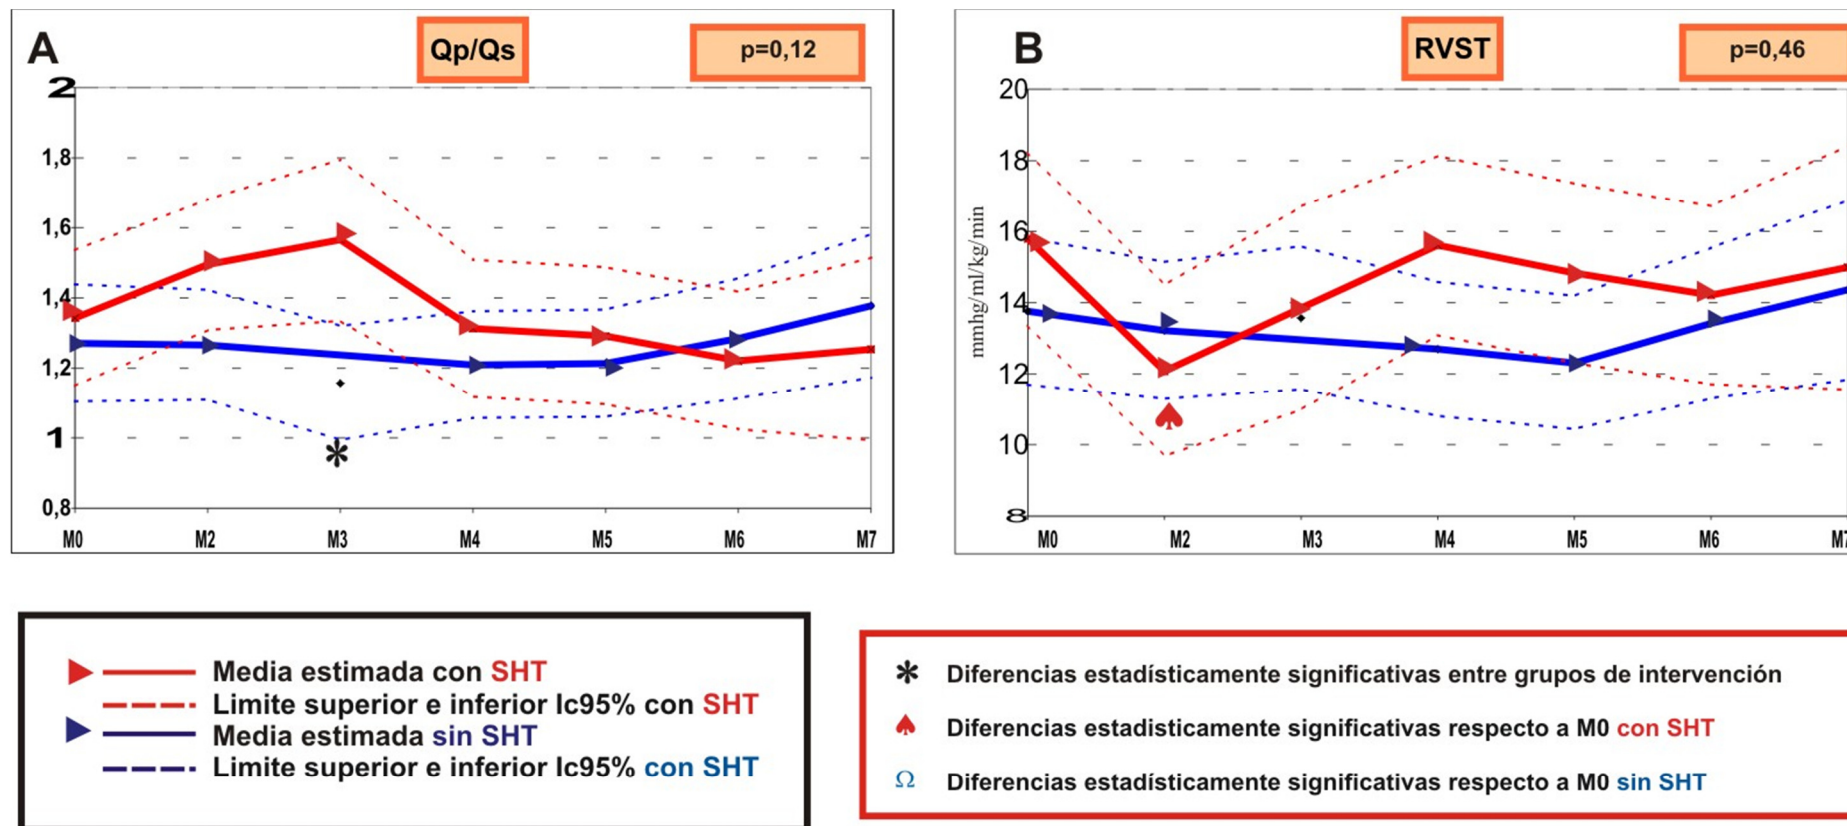 A
Qp/Qs
p=0,12
2
1,8
1,6
1,4
1,2
1
0,8
M0 M2 M3 M4 M5 M6 M7
*
B
RVST
p=0,46
mmhg/ml/kg/min
20
18
16
14
12
10
8
M0 M2 M3 M4 M5 M6 M7
♠
Media estimada con SHT
Limite superior e inferior Ic95% con SHT
Media estimada sin SHT
Limite superior e inferior Ic95% con SHT
* Diferencias estadísticamente significativas entre grupos de intervención
♠ Diferencias estadísticamente significativas respecto a M0 con SHT
Ω Diferencias estadísticamente significativas respecto a M0 sin SHT